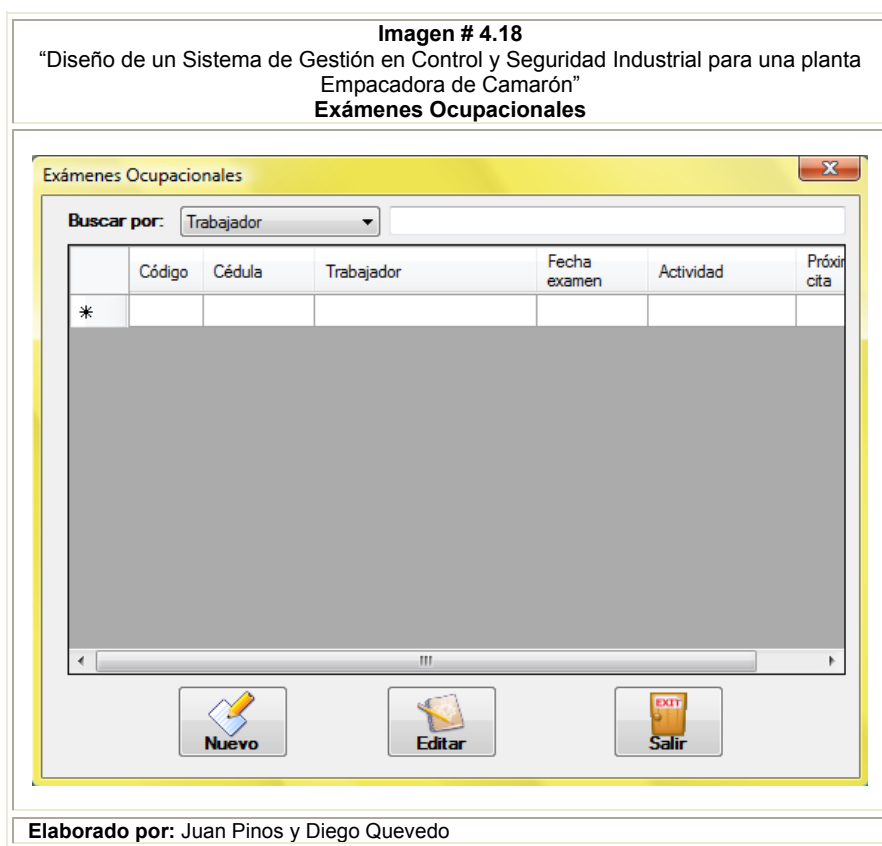 Imagen # 4.18
“Diseño de un Sistema de Gestión en Control y Seguridad Industrial para una planta
Empacadora de Camarón”
Exámenes Ocupacionales
Exámenes Ocupacionales
Buscar por: Trabajador
Código Cédula Trabajador Fecha examen Actividad Próxim cita
Nuevo Editar EXIT Salir
Elaborado por: Juan Pinos y Diego Quevedo